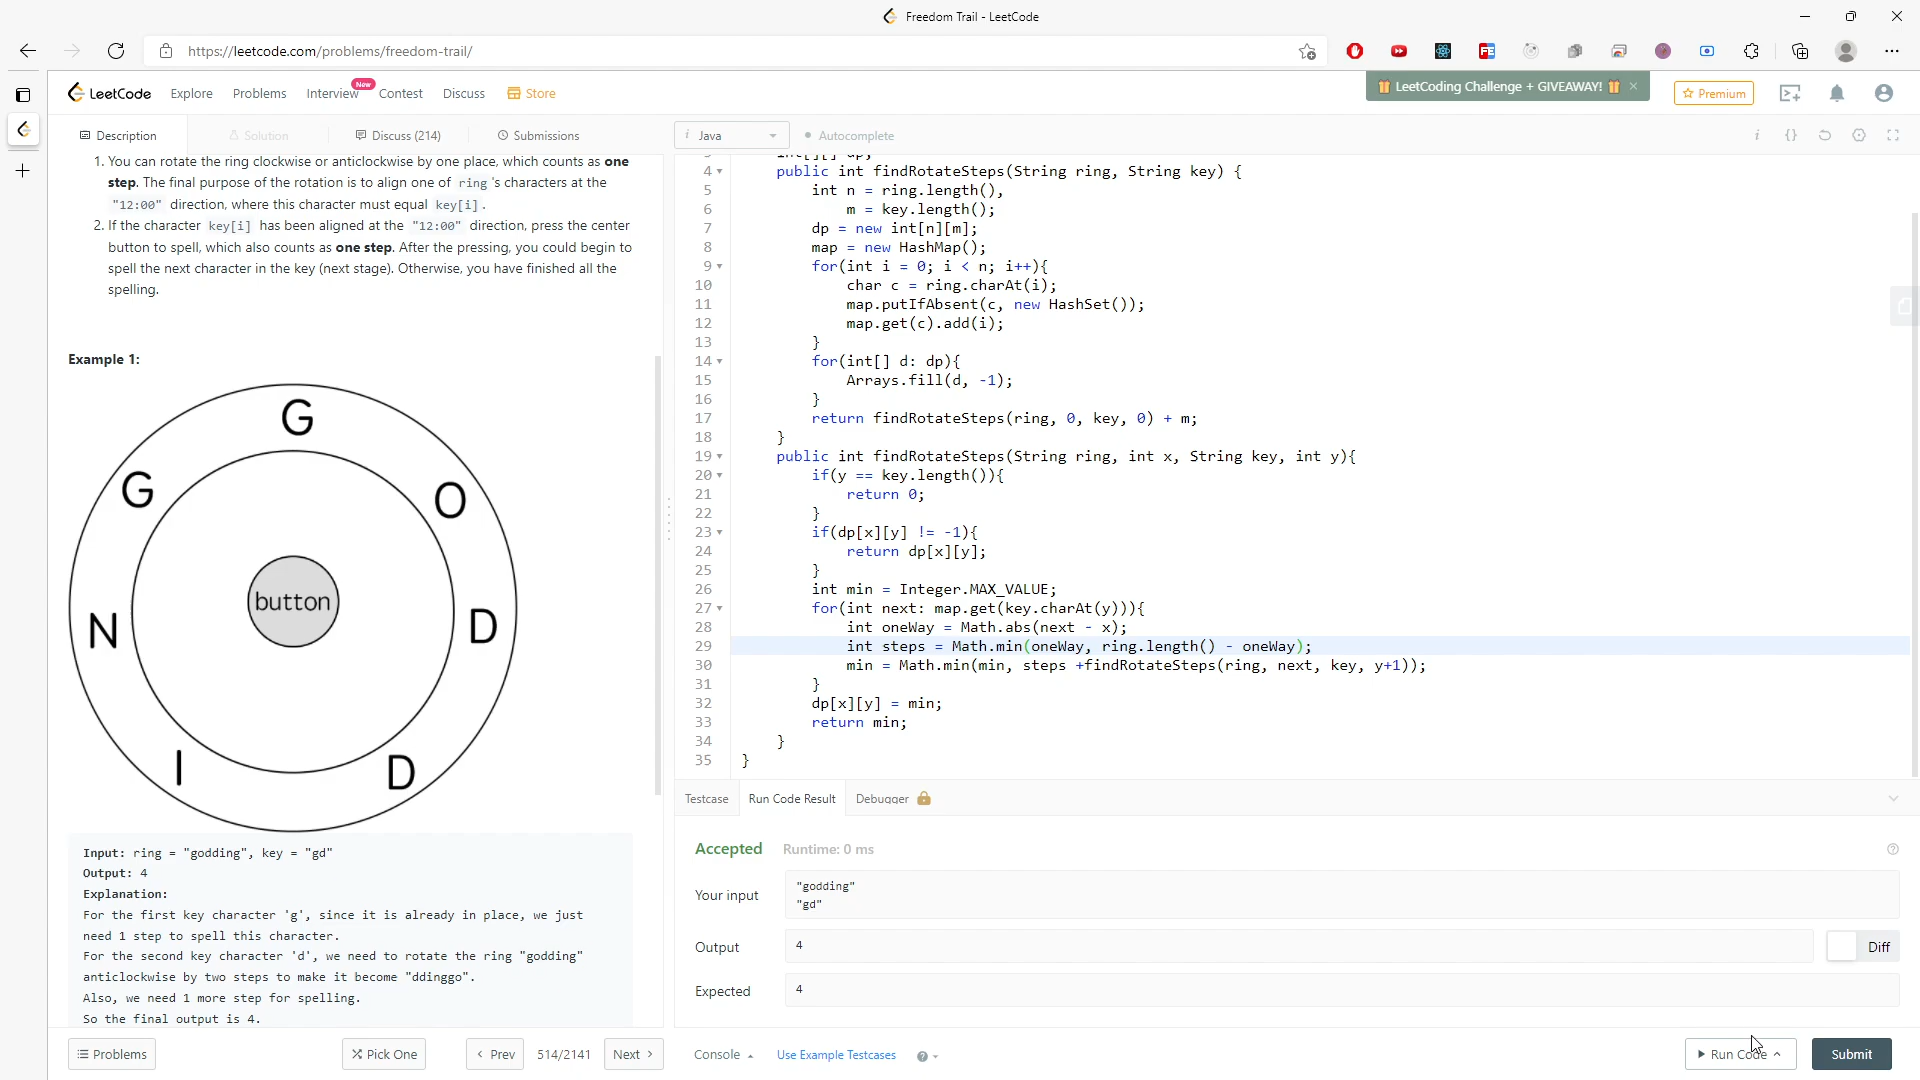 Freedom Trail - LeetCode
https://leetcode.com/problems/freedom-trail/
LeetCode
Explore
Problems
Interview
New
Contest
Discuss
Store
LeetCoding Challenge + GIVEAWAY!
Premium
Description
Solution
Discuss (214)
Submissions
i Java
Autocomplete
1. You can rotate the ring clockwise or anticlockwise by one place, which counts as one
step. The final purpose of the rotation is to align one of ring 's characters at the
"12:00" direction, where this character must equal key[i] .
2. If the character key[i] has been aligned at the "12:00" direction, press the center
button to spell, which also counts as one step. After the pressing, you could begin to
spell the next character in the key (next stage). Otherwise, you have finished all the
spelling.
Example 1:
G
O
D
D
I
N
G
button
Input: ring = "godding", key = "gd"
Output: 4
Explanation:
For the first key character 'g', since it is already in place, we just
need 1 step to spell this character.
For the second key character 'd', we need to rotate the ring "godding"
anticlockwise by two steps to make it become "ddinggo".
Also, we need 1 more step for spelling.
So the final output is 4.
4 public int findRotateSteps(String ring, String key) {
5 int n = ring.length(),
6 m = key.length();
7 dp = new int[n][m];
8 map = new HashMap();
9 for(int i = 0; i < n; i++){
10 char c = ring.charAt(i);
11 map.putIfAbsent(c, new HashSet());
12 map.get(c).add(i);
13 }
14 for(int[] d: dp){
15 Arrays.fill(d, -1);
16 }
17 return findRotateSteps(ring, 0, key, 0) + m;
18 }
19 public int findRotateSteps(String ring, int x, String key, int y){
20 if(y == key.length()){
21 return 0;
22 }
23 if(dp[x][y] != -1){
24 return dp[x][y];
25 }
26 int min = Integer.MAX_VALUE;
27 for(int next: map.get(key.charAt(y))){
28 int oneWay = Math.abs(next - x);
29 int steps = Math.min(oneWay, ring.length() - oneWay);
30 min = Math.min(min, steps +findRotateSteps(ring, next, key, y+1));
31 }
32 dp[x][y] = min;
33 return min;
34 }
35 }
Testcase
Run Code Result
Debugger
Accepted
Runtime: 0 ms
Your input
"godding"
"gd"
Output
4
Diff
Expected
4
Problems
Pick One
Prev
514/2141
Next
Console
Use Example Testcases
Run Code
Submit